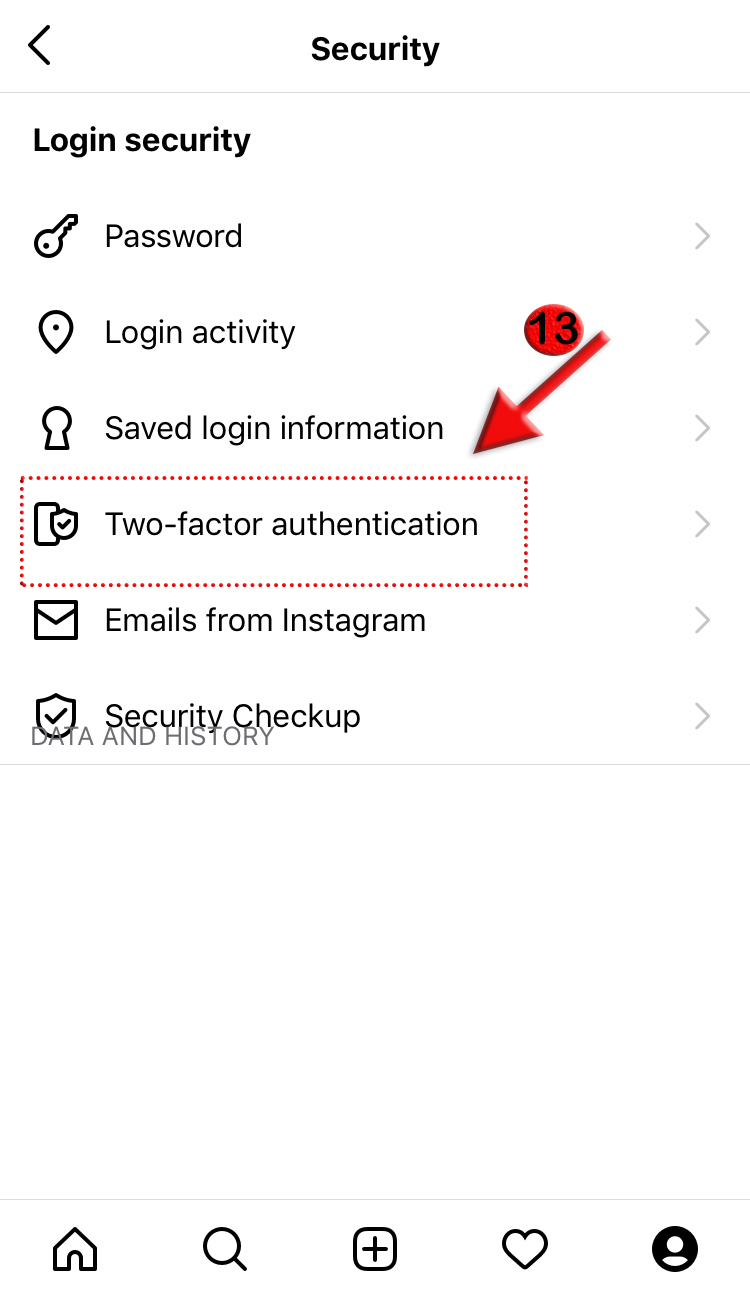 Security
Login security
Password
Login activity
13
Saved login information
Two-factor authentication
Emails from Instagram
Security Checkup
DATA AND HISTORY